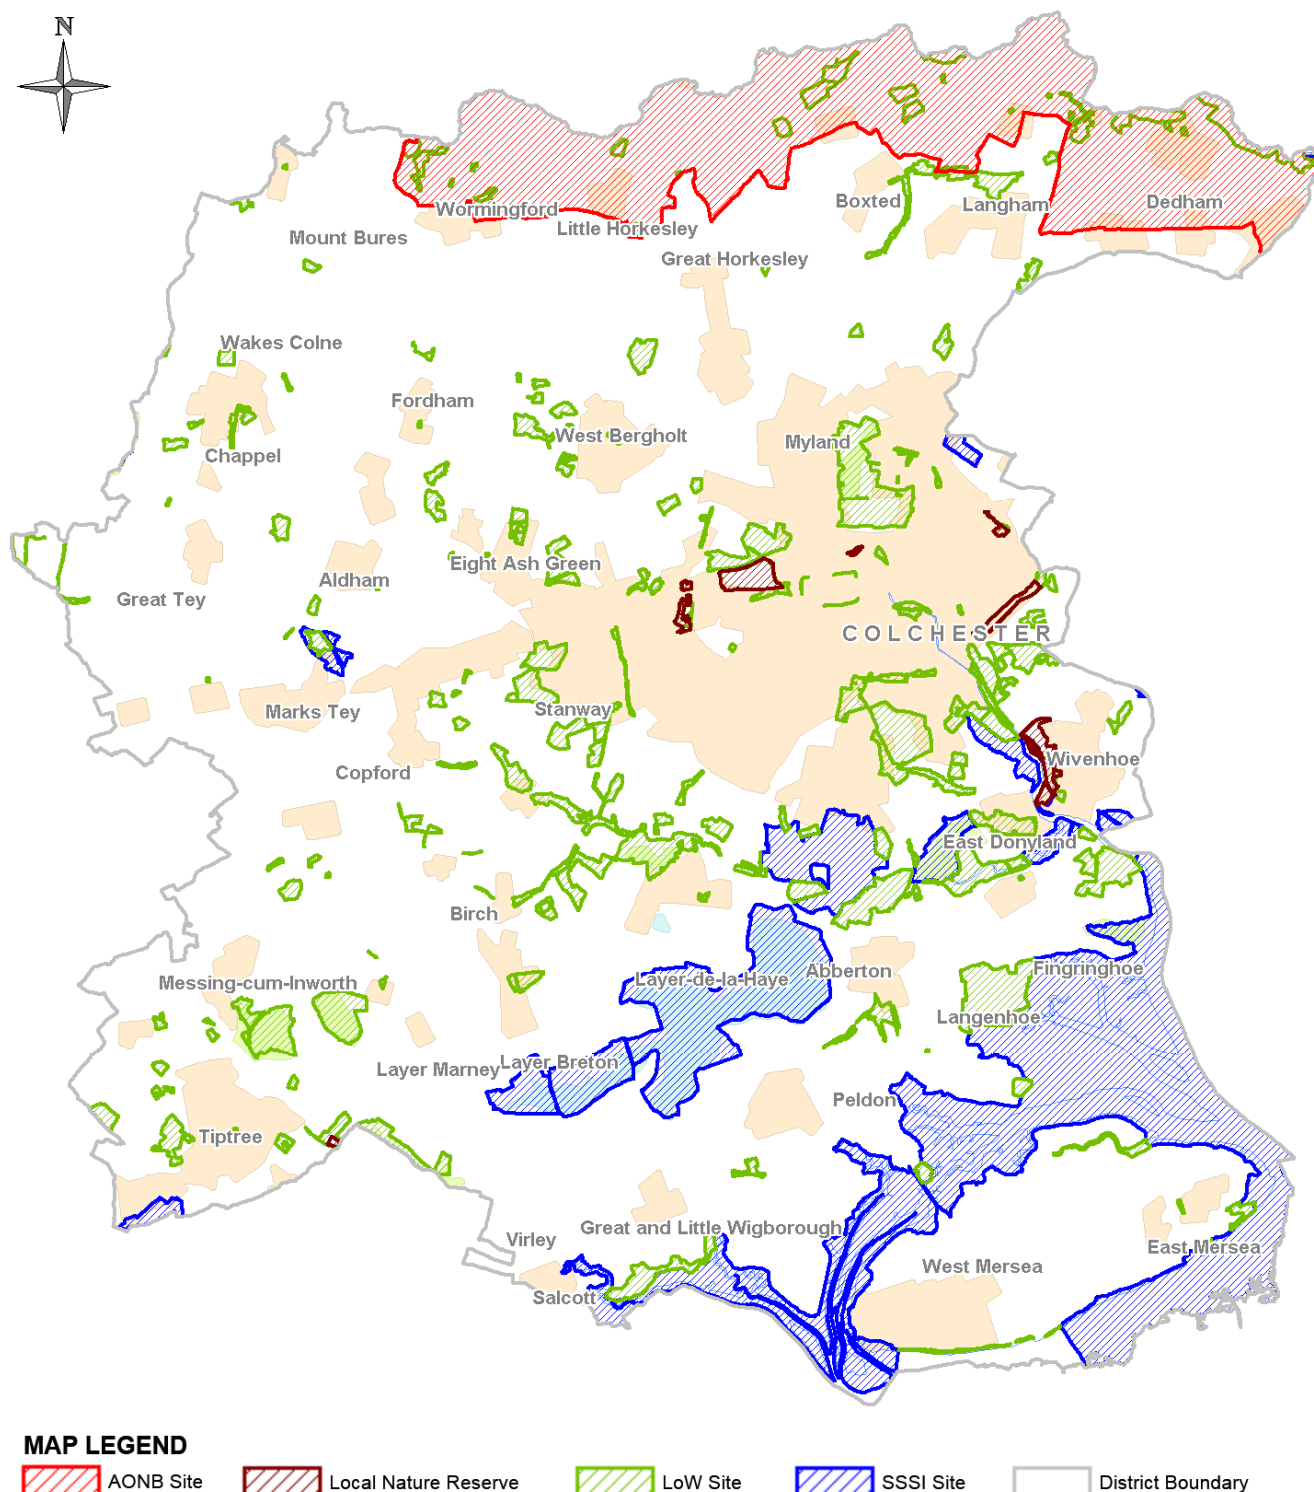 N
Wormingford
Boxted
Langham
Dedham
Mount Bures
Little Horkesley
Great Horkesley
Wakes Colne
Fordham
West Bergholt
Myland
Chappel
Eight Ash Green
Aldham
Great Tey
COLCHESTER
Marks Tey
Stanway
Copford
Wivenhoe
East Donyland
Birch
Messing-cum-Inworth
Layer-de-la-Haye
Abberton
Fingringhoe
Langenhoe
Layer Marney
Layer Breton
Peldon
Tiptree
Great and Little Wigborough
Virley
East Mersea
West Mersea
Salcott
MAP LEGEND
AONB Site
Local Nature Reserve
LoW Site
SSSI Site
District Boundary